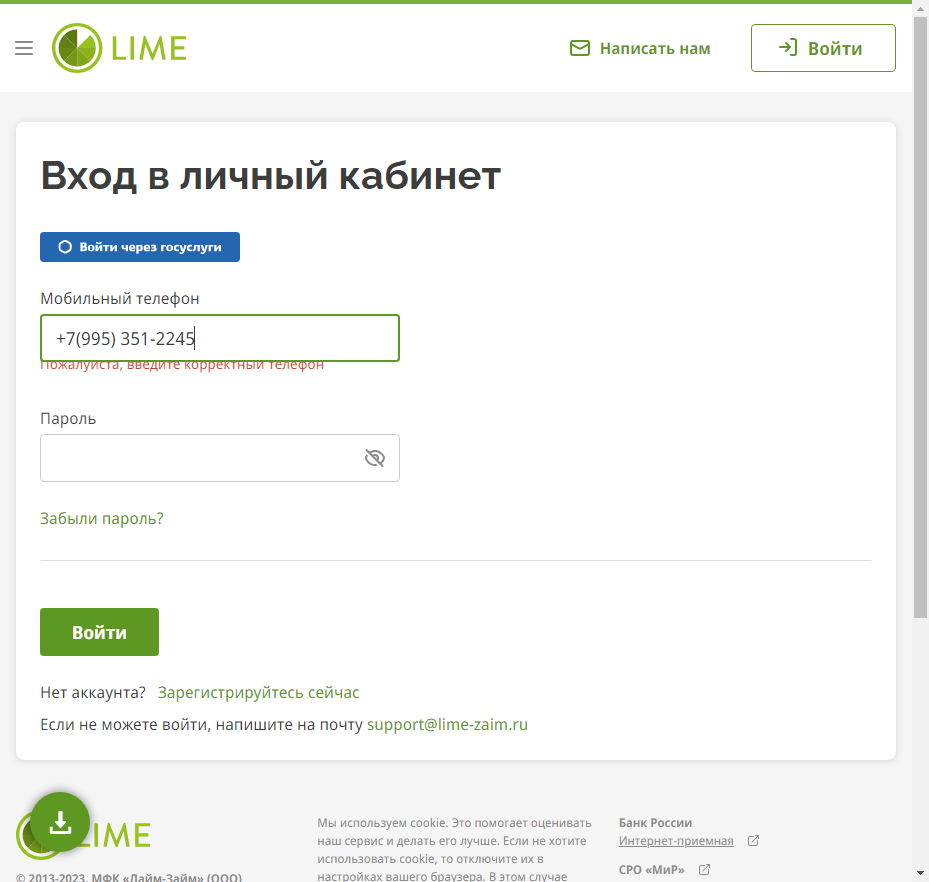 LIME
Написать нам
Войти
Вход в личный кабинет
Войти через госуслуги
Мобильный телефон
+7(995) 351-2245
Пожалуйста, введите корректный телефон
Пароль
Забыли пароль?
Войти
Нет аккаунта? Зарегистрируйтесь сейчас
Если не можете войти, напишите на почту support@lime-zaim.ru
LIME
© 2013-2023, МФК «Лайм-Займ» (ООО)
Мы используем cookie. Это помогает оценивать
наш сервис и делать его лучше. Если не хотите
использовать cookie, то отключите их в
настройках вашего браузера. В этом случае
Банк России
Интернет-приемная
СРО «МиР»